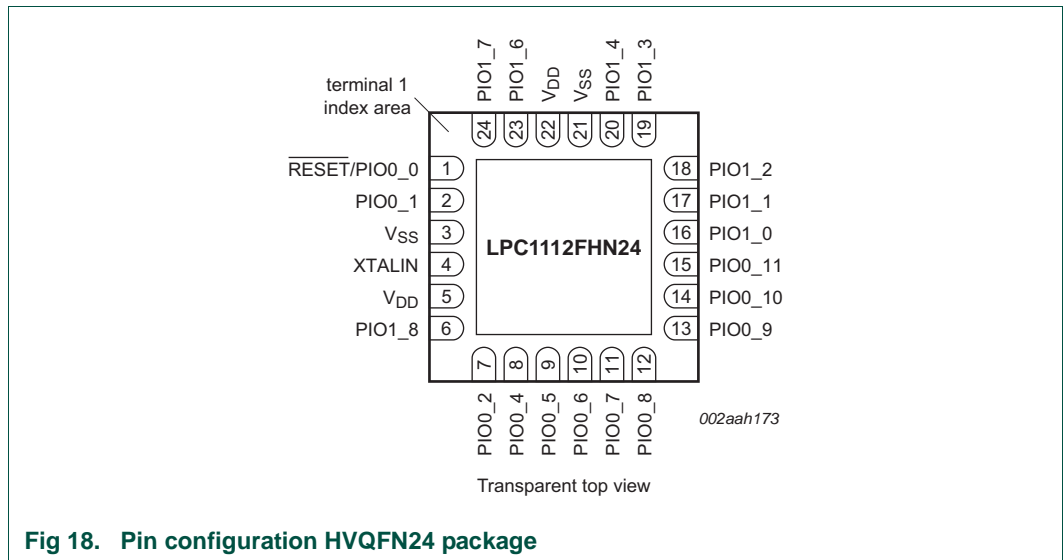 PIO1_7
PIO1_6
VDD
VSS
PIO1_4
PIO1_3
terminal 1
index area
24
23
22
21
20
19
RESET/PIO0_0 1
PIO0_1 2
VSS 3
XTALIN 4
VDD 5
PIO1_8 6
LPC1112FHN24
18 PIO1_2
17 PIO1_1
16 PIO1_0
15 PIO0_11
14 PIO0_10
13 PIO0_9
7
8
9
10
11
12
PIO0_2
PIO0_4
PIO0_5
PIO0_6
PIO0_7
PIO0_8
002aah173
Transparent top view
Fig 18. Pin configuration HVQFN24 package